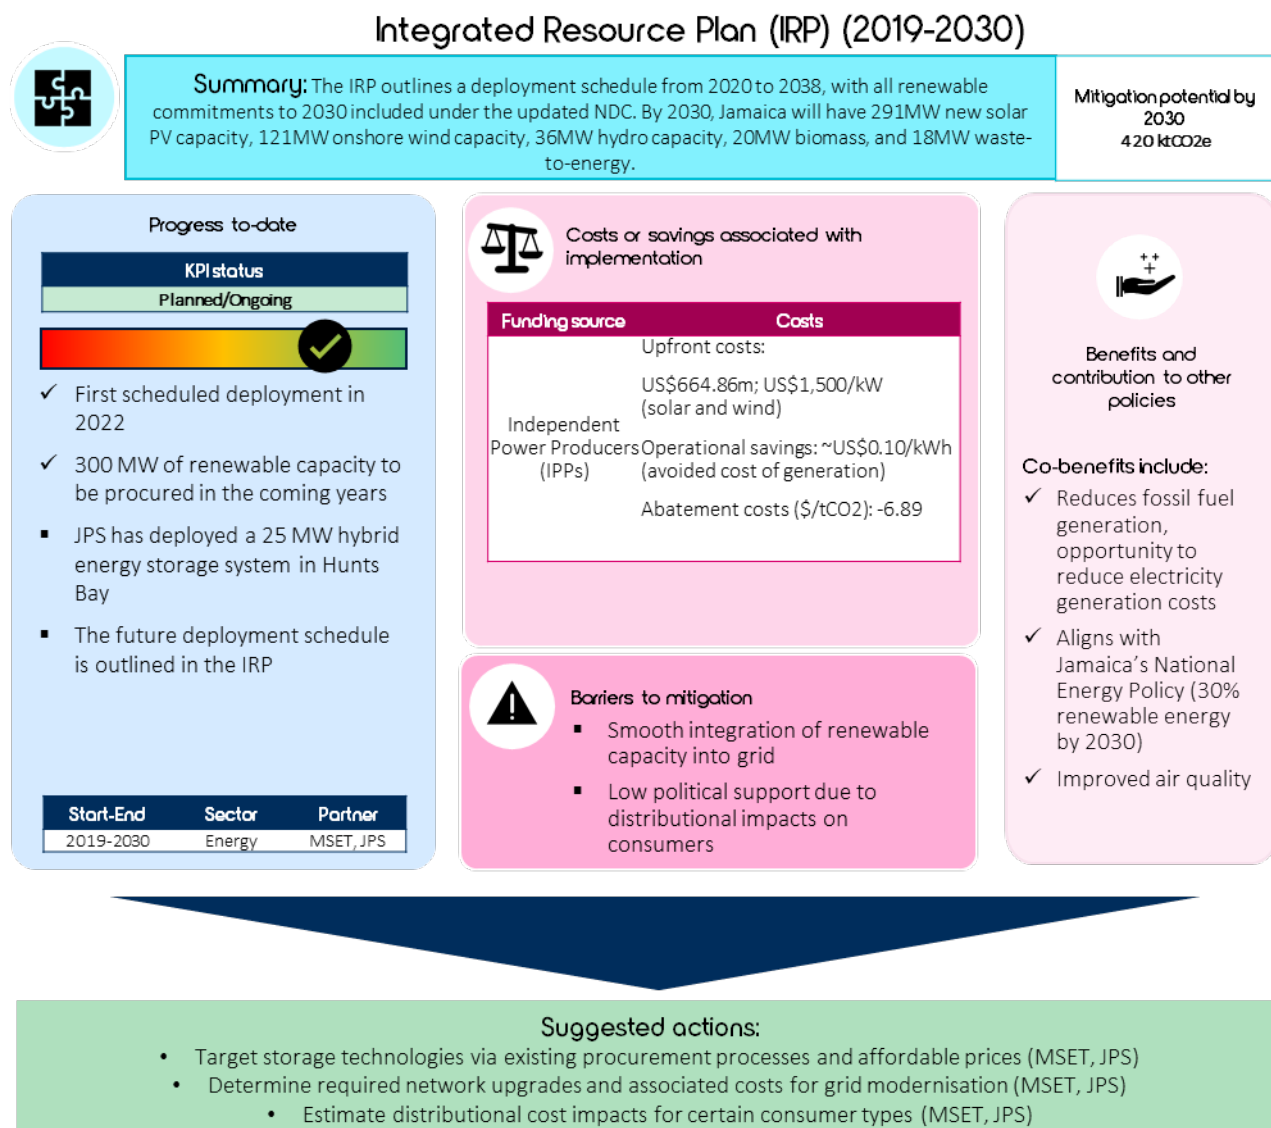 Integrated Resource Plan (IRP) (2019-2030)
Summary: The IRP outlines a deployment schedule from 2020 to 2038, with all renewable
commitments to 2030 included under the updated NDC. By 2030, Jamaica will have 291MW new solar
PV capacity, 121MW onshore wind capacity, 36MW hydro capacity, 20MW biomass, and 18MW waste-
to-energy.
Mitigation potential by
2030
420 ktCO2e
Progress to-date
KPI status
Planned/Ongoing
✓ First scheduled deployment in
2022
✓ 300 MW of renewable capacity to
be procured in the coming years
▪ JPS has deployed a 25 MW hybrid
energy storage system in Hunts
Bay
▪ The future deployment schedule
is outlined in the IRP
Start-End Sector Partner
2019-2030 Energy MSET, JPS
Costs or savings associated with
implementation
Funding source Costs
Independent
Power Producers
(IPPs)
Upfront costs:
US$664.86m; US$1,500/kW
(solar and wind)
Operational savings: ~US$0.10/kWh
(avoided cost of generation)
Abatement costs ($/tCO2): -6.89
Barriers to mitigation
▪ Smooth integration of renewable
capacity into grid
▪ Low political support due to
distributional impacts on
consumers
Benefits and
contribution to other
policies
Co-benefits include:
✓ Reduces fossil fuel
generation,
opportunity to
reduce electricity
generation costs
✓ Aligns with
Jamaica’s National
Energy Policy (30%
renewable energy
by 2030)
✓ Improved air quality
Suggested actions:
• Target storage technologies via existing procurement processes and affordable prices (MSET, JPS)
• Determine required network upgrades and associated costs for grid modernisation (MSET, JPS)
• Estimate distributional cost impacts for certain consumer types (MSET, JPS)